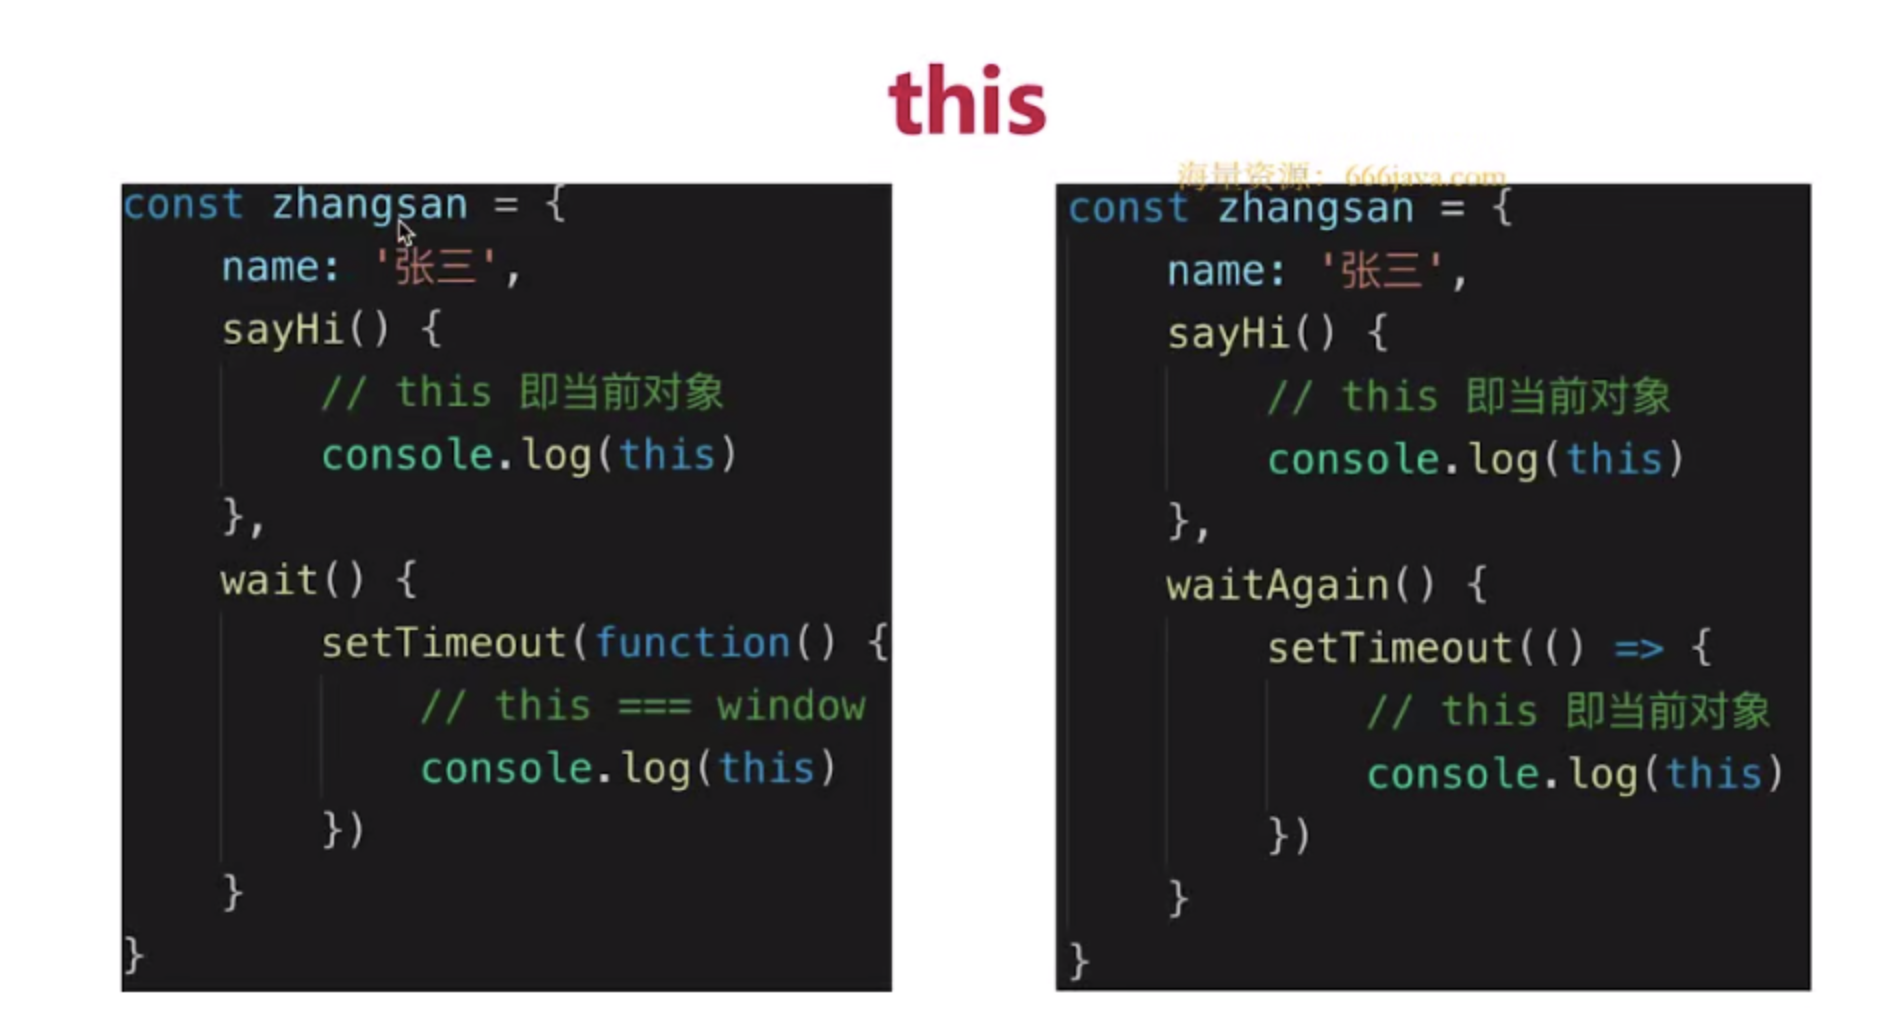 this
海量资源：666java.com
const zhangsan = {
    name: '张三',
    sayHi() {
        // this 即当前对象
        console.log(this)
    },
    wait() {
        setTimeout(function() {
            // this === window
            console.log(this)
        })
    }
}
const zhangsan = {
    name: '张三',
    sayHi() {
        // this 即当前对象
        console.log(this)
    },
    waitAgain() {
        setTimeout(() => {
            // this 即当前对象
            console.log(this)
        })
    }
}